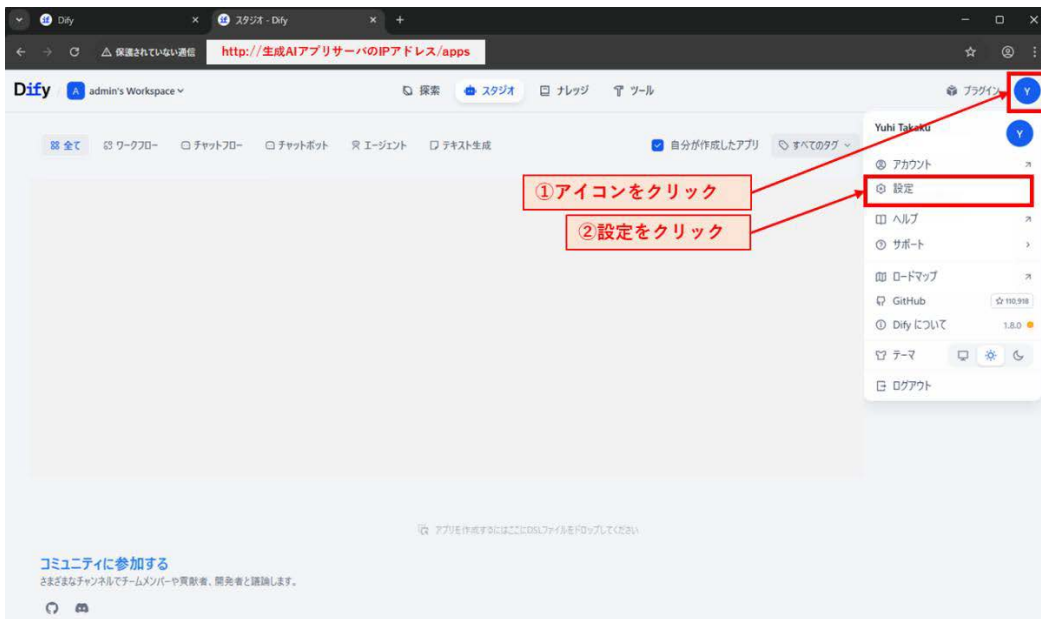 Dify
スタジオ - Dify
保護されていない通信
http://生成AIアプリサーバのIPアドレス/apps
Dify
A admin's Workspace
探索
スタジオ
ナレッジ
ツール
プラグイン
Y
全て
ワークフロー
チャットフロー
チャットボット
エージェント
テキスト生成
自分が作成したアプリ
すべてのタグ
Yuhi Takaku
Y
アカウント
設定
①アイコンをクリック
②設定をクリック
ヘルプ
サポート
ロードマップ
GitHub
110,918
Dify について
1.8.0
テーマ
ログアウト
アプリを作成するにはここにDSLファイルをドロップしてください
コミュニティに参加する
さまざまなチャンネルでチームメンバーや貢献者、開発者と議論します。